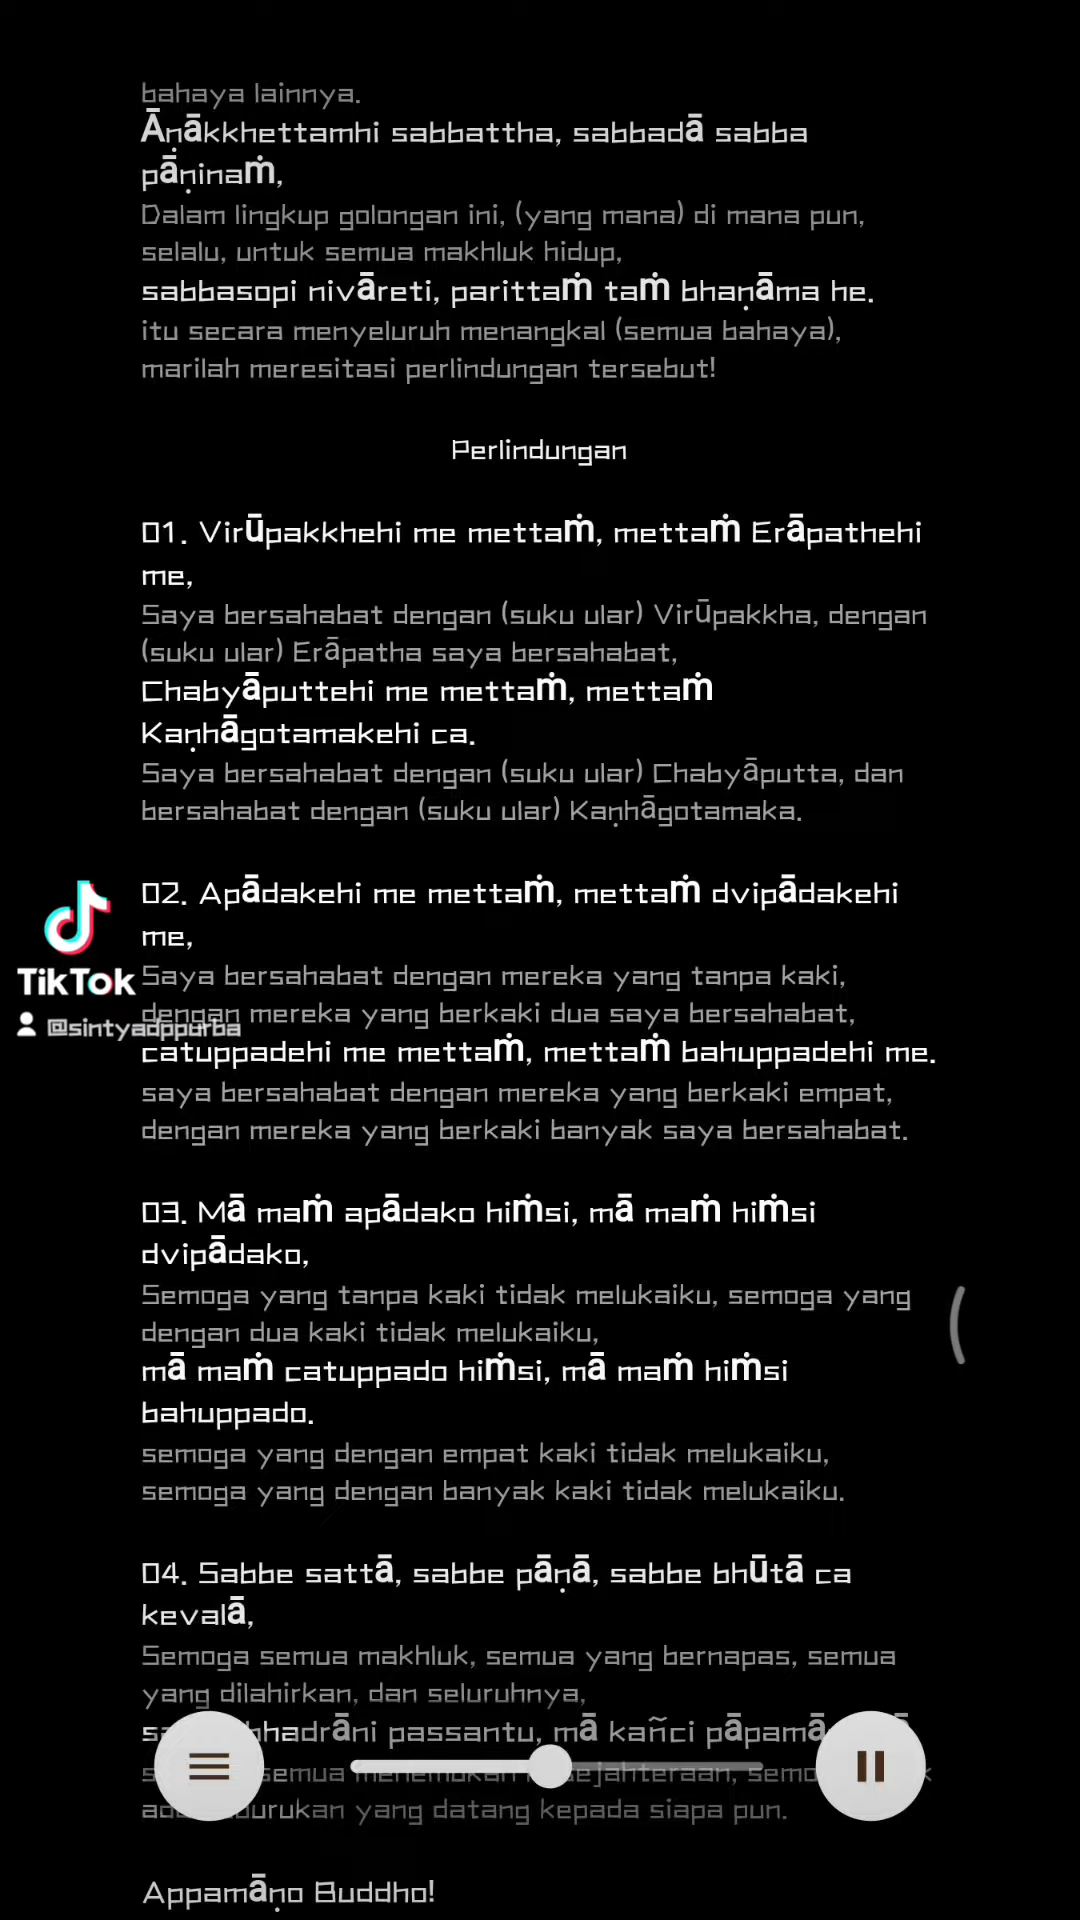 bahaya lainnya.
Āṇākkhettamhi sabbattha, sabbadā sabba
pāṇinaṁ,
Dalam lingkup golongan ini, (yang mana) di mana pun,
selalu, untuk semua makhluk hidup,
sabbasopi nivāreti, parittaṁ taṁ bhaṇāma he.
itu secara menyeluruh menangkal (semua bahaya),
marilah meresitasi perlindungan tersebut!
Perlindungan
01. Virūpakkhehi me mettaṁ, mettaṁ Erāpathehi
me,
Saya bersahabat dengan (suku ular) Virūpakkha, dengan
(suku ular) Erāpatha saya bersahabat,
Chabyāputtehi me mettaṁ, mettaṁ
Kaṇhāgotamakehi ca.
Saya bersahabat dengan (suku ular) Chabyāputta, dan
bersahabat dengan (suku ular) Kaṇhāgotamaka.
02. Apādakehi me mettaṁ, mettaṁ dvipādakehi
me,
Saya bersahabat dengan mereka yang tanpa kaki,
dengan mereka yang berkaki dua saya bersahabat,
catuppadehi me mettaṁ, mettaṁ bahuppadehi me.
saya bersahabat dengan mereka yang berkaki empat,
dengan mereka yang berkaki banyak saya bersahabat.
TikTok
@sintyadppurba
03. Mā maṁ apādako hiṁsi, mā maṁ hiṁsi
dvipādako,
Semoga yang tanpa kaki tidak melukaiku, semoga yang
dengan dua kaki tidak melukaiku,
mā maṁ catuppado hiṁsi, mā maṁ hiṁsi
bahuppado.
semoga yang dengan empat kaki tidak melukaiku,
semoga yang dengan banyak kaki tidak melukaiku.
04. Sabbe sattā, sabbe pāṇā, sabbe bhūtā ca
kevalā,
Semoga semua makhluk, semua yang bernapas, semua
yang dilahirkan, dan seluruhnya,
passantu, mā kañci
semua
yang datang kepada siapa pun.
Appamāṇo Buddho!